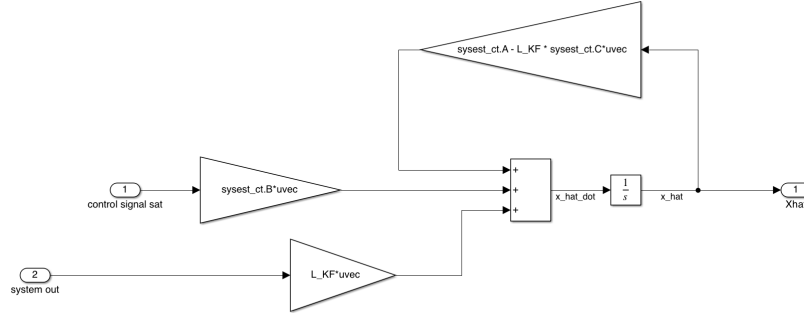 sysest_ct.A - L_KF * sysest_ct.C*uvec
1
control signal sat
sysest_ct.B*uvec
+
+
+
x_hat_dot
1
s
x_hat
1
Xhat
2
system out
L_KF*uvec